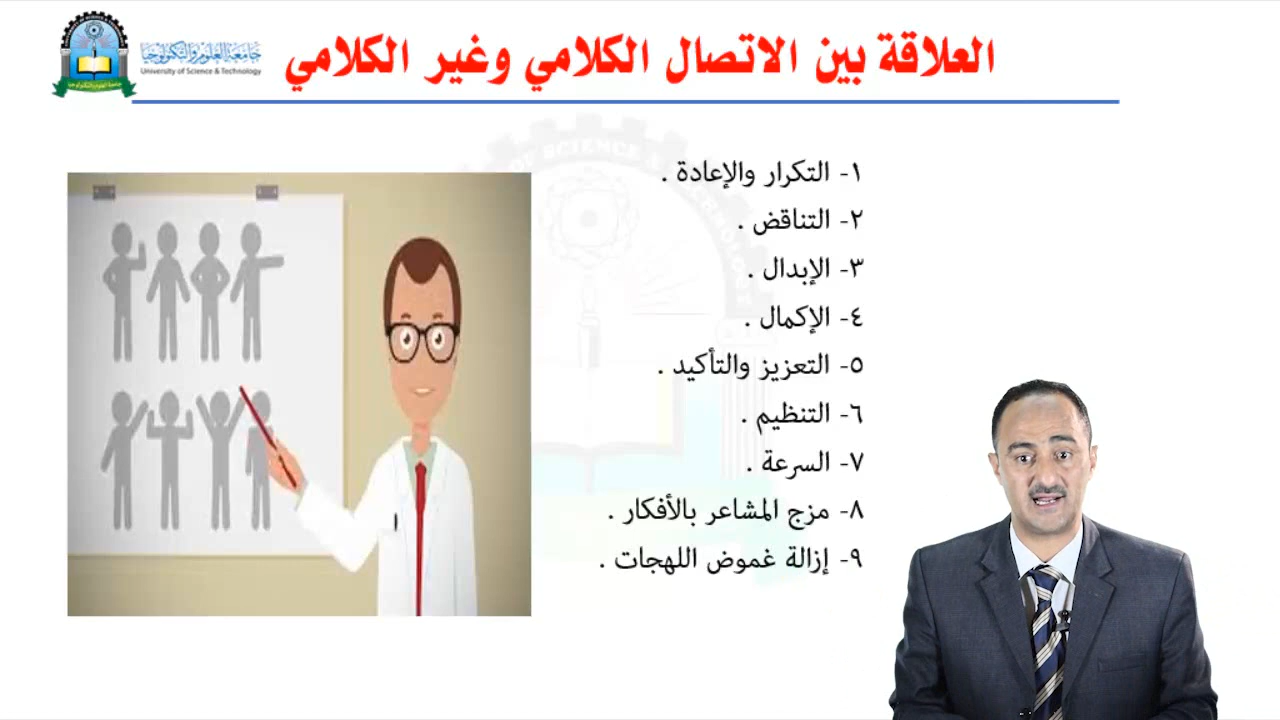 العلاقة بين الاتصال الكلامي وغير الكلامي
جامعة العلوم والتكنولوجيا
University of Science & Technology
١- التكرار والإعادة .
٢- التناقض .
٣- الإبدال .
٤- الإكمال .
٥- التعزيز والتأكيد .
٦- التنظيم .
٧- السرعة .
٨- مزج المشاعر بالأفكار .
٩- إزالة غموض اللهجات .